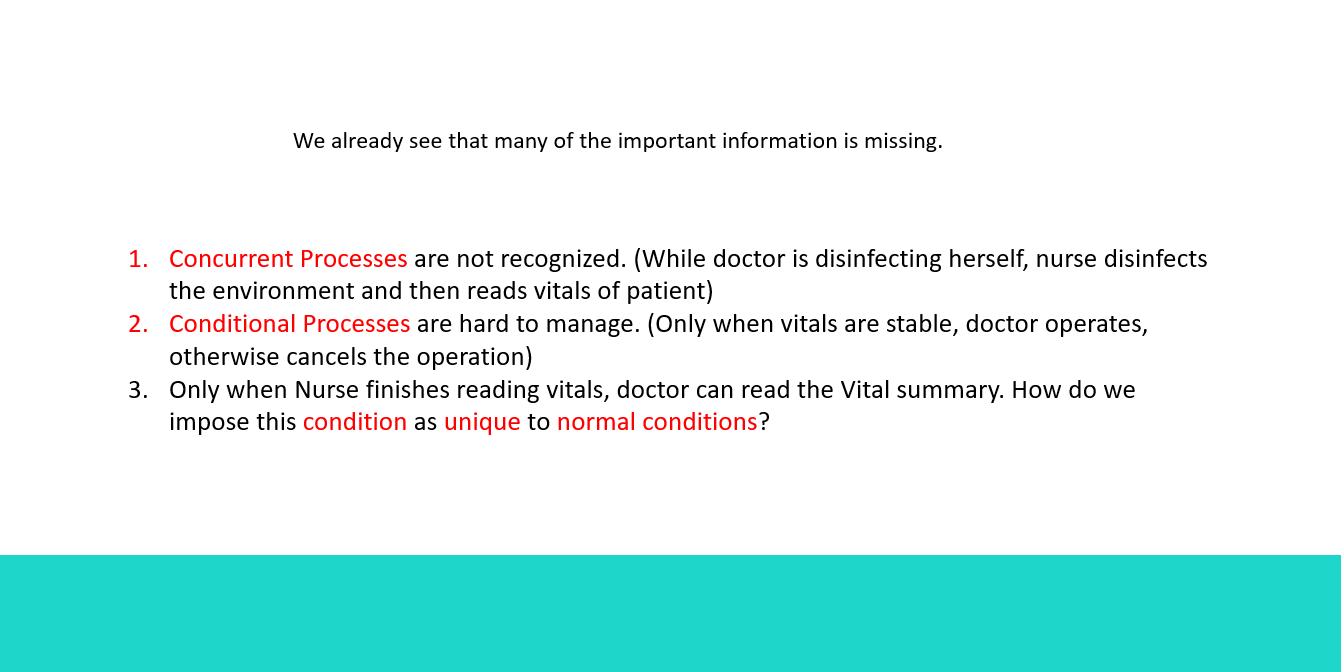 We already see that many of the important information is missing.
1. Concurrent Processes are not recognized. (While doctor is disinfecting herself, nurse disinfects
the environment and then reads vitals of patient)
2. Conditional Processes are hard to manage. (Only when vitals are stable, doctor operates,
otherwise cancels the operation)
3. Only when Nurse finishes reading vitals, doctor can read the Vital summary. How do we
impose this condition as unique to normal conditions?